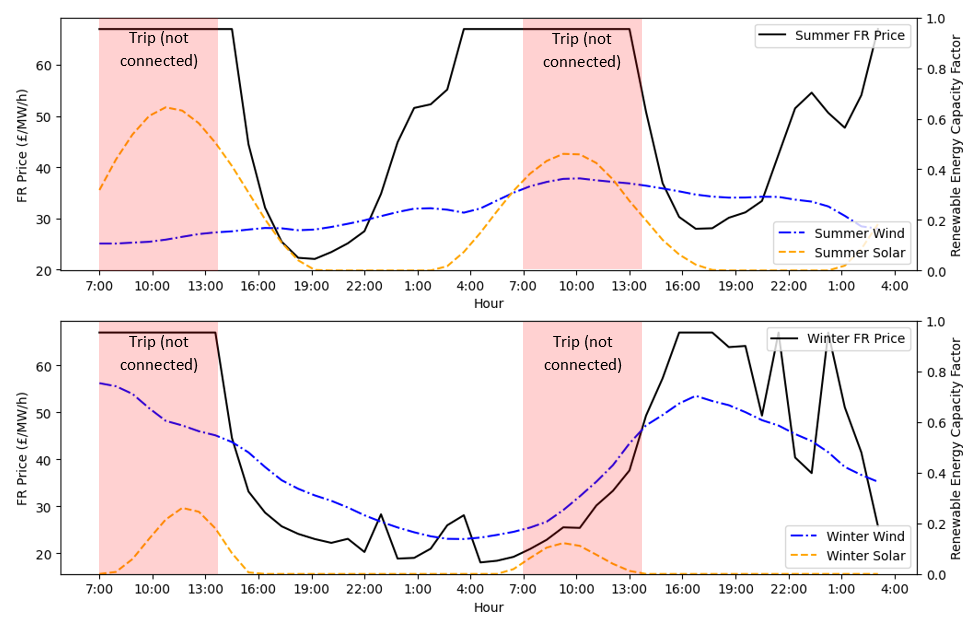 Trip (not
connected)
Trip (not
connected)
Summer FR Price
FR Price (£/MW/h)
60
50
40
30
20
1.0
0.8
0.6
0.4
0.2
0.0
Renewable Energy Capacity Factor
Summer Wind
Summer Solar
7:00 10:00 13:00 16:00 19:00 22:00 1:00 4:00 7:00 10:00 13:00 16:00 19:00 22:00 1:00 4:00
Hour
Trip (not
connected)
Trip (not
connected)
Winter FR Price
FR Price (£/MW/h)
60
50
40
30
20
1.0
0.8
0.6
0.4
0.2
0.0
Renewable Energy Capacity Factor
Winter Wind
Winter Solar
7:00 10:00 13:00 16:00 19:00 22:00 1:00 4:00 7:00 10:00 13:00 16:00 19:00 22:00 1:00 4:00
Hour